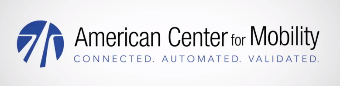 American Center for Mobility
CONNECTED. AUTOMATED. VALIDATED.